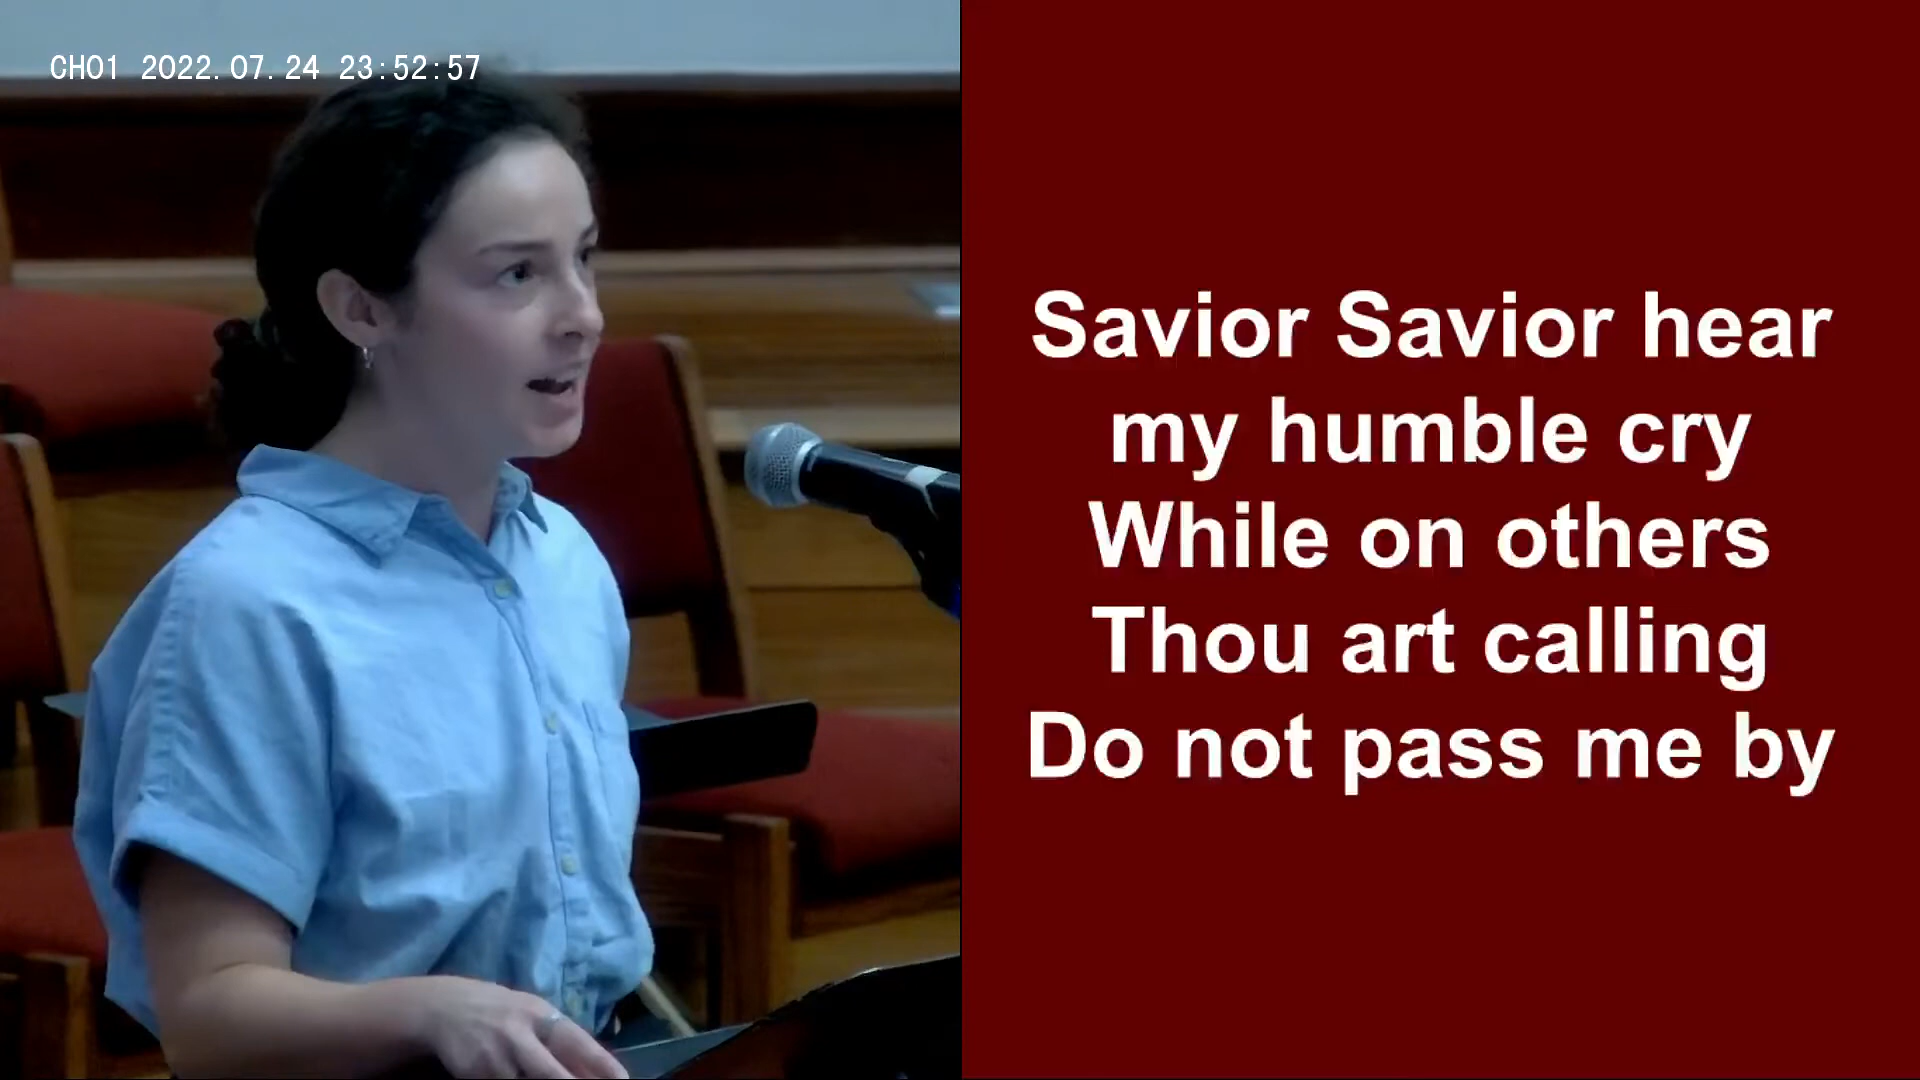 CH01 2022.07.24 23:52:57
Savior Savior hear
my humble cry
While on others
Thou art calling
Do not pass me by